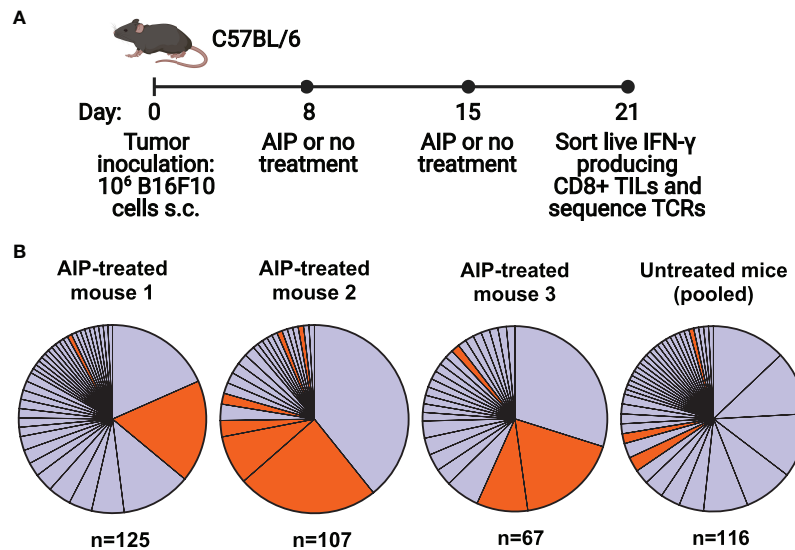 A
C57BL/6
Day: 0 8 15 21
Tumor
inoculation:
10⁶ B16F10
cells s.c.
AIP or no
treatment
AIP or no
treatment
Sort live IFN-γ
producing
CD8+ TILs and
sequence TCRs
B
AIP-treated
mouse 1
AIP-treated
mouse 2
AIP-treated
mouse 3
Untreated mice
(pooled)
n=125
n=107
n=67
n=116